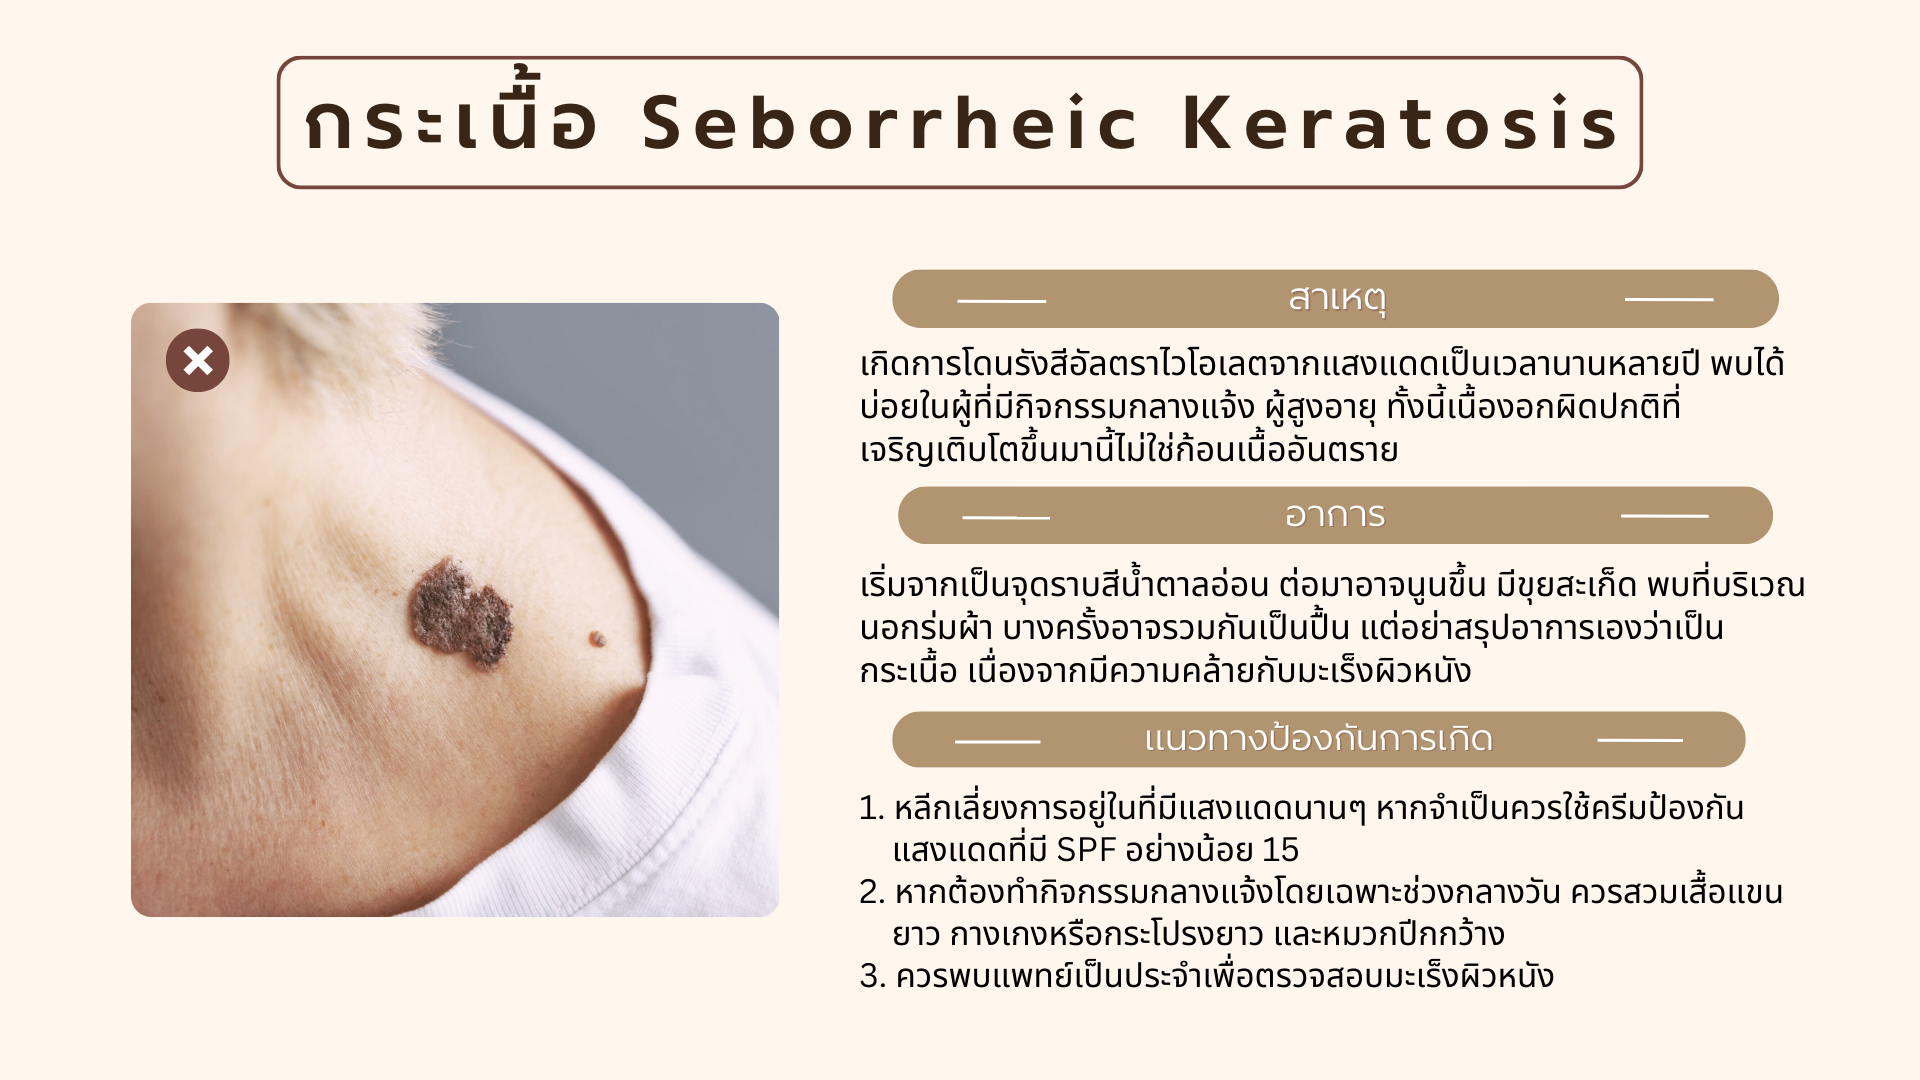 กระเนื้อ Seborrheic Keratosis
สาเหตุ
เกิดการโดนรังสีอัลตราไวโอเลตจากแสงแดดเป็นเวลานานหลายปี พบได้
บ่อยในผู้ที่มีกิจกรรมกลางแจ้ง ผู้สูงอายุ ทั้งนี้เนื้องอกผิดปกติที่
เจริญเติบโตขึ้นมานี้ไม่ใช่ก้อนเนื้ออันตราย
อาการ
เริ่มจากเป็นจุดราบสีน้ำตาลอ่อน ต่อมาอาจนูนขึ้น มีขุยสะเก็ด พบที่บริเวณ
นอกร่มผ้า บางครั้งอาจรวมกันเป็นปื้น แต่อย่าสรุปอาการเองว่าเป็น
กระเนื้อ เนื่องจากมีความคล้ายกับมะเร็งผิวหนัง
แนวทางป้องกันการเกิด
1. หลีกเลี่ยงการอยู่ในที่มีแสงแดดนานๆ หากจำเป็นควรใช้ครีมป้องกัน
แสงแดดที่มี SPF อย่างน้อย 15
2. หากต้องทำกิจกรรมกลางแจ้งโดยเฉพาะช่วงกลางวัน ควรสวมเสื้อแขน
ยาว กางเกงหรือกระโปรงยาว และหมวกปีกกว้าง
3. ควรพบแพทย์เป็นประจำเพื่อตรวจสอบมะเร็งผิวหนัง